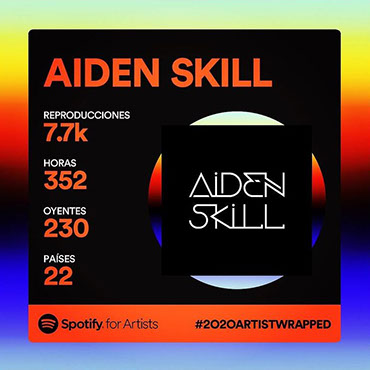 AIDEN SKILL
REPRODUCCIONES
7.7k
HORAS
352
OYENTES
230
PAÍSES
22
AIDEN
SKILL
Spotify for Artists
#2020ARTISTWRAPPED